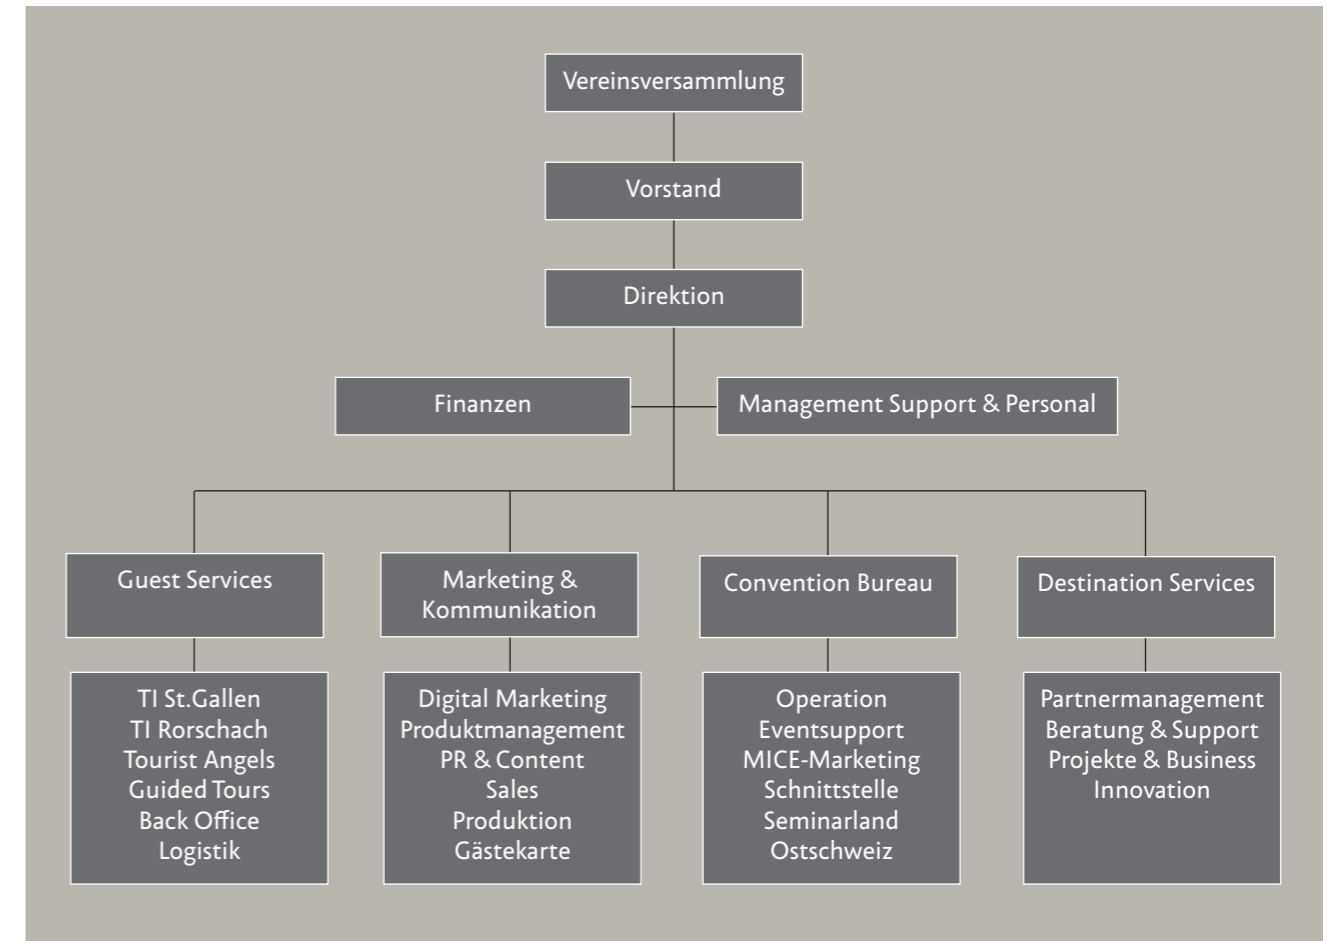 Vereinsversammlung
Vorstand
Direktion
Finanzen
Management Support & Personal
Guest Services
Marketing &
Kommunikation
Convention Bureau
Destination Services
TI St.Gallen
TI Rorschach
Tourist Angels
Guided Tours
Back Office
Logistik
Digital Marketing
Produktmanagement
PR & Content
Sales
Produktion
Gästekarte
Operation
Eventsupport
MICE-Marketing
Schnittstelle
Seminarland
Ostschweiz
Partnermanagement
Beratung & Support
Projekte & Business
Innovation